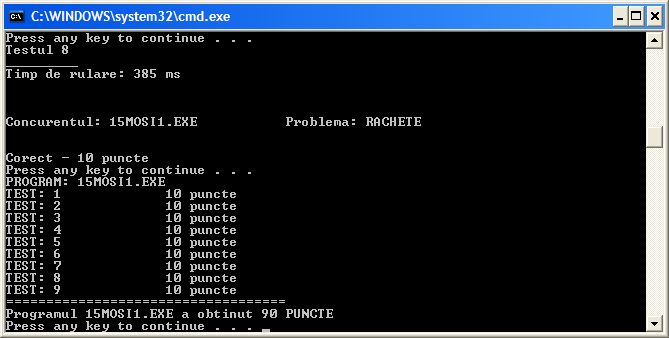 C:\WINDOWS\system32\cmd.exe
Press any key to continue . . .
Testul 8
_________
Timp de rulare: 385 ms
Concurentul: 15MOSI1.EXE Problema: RACHETE
Corect - 10 puncte
Press any key to continue . . .
PROGRAM: 15MOSI1.EXE
TEST: 1 10 puncte
TEST: 2 10 puncte
TEST: 3 10 puncte
TEST: 4 10 puncte
TEST: 5 10 puncte
TEST: 6 10 puncte
TEST: 7 10 puncte
TEST: 8 10 puncte
TEST: 9 10 puncte
===================================
Programul 15MOSI1.EXE a obtinut 90 PUNCTE
Press any key to continue . . . _